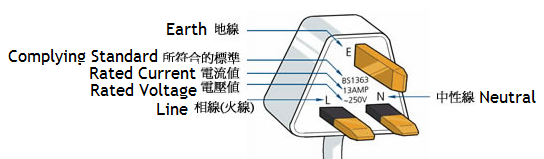 Earth 地線
E
Complying Standard 所符合的標準
BS1363
Rated Current 電流值
13AMP
Rated Voltage 電壓值
~250V
Line 相線(火線)
L
N
中性線 Neutral